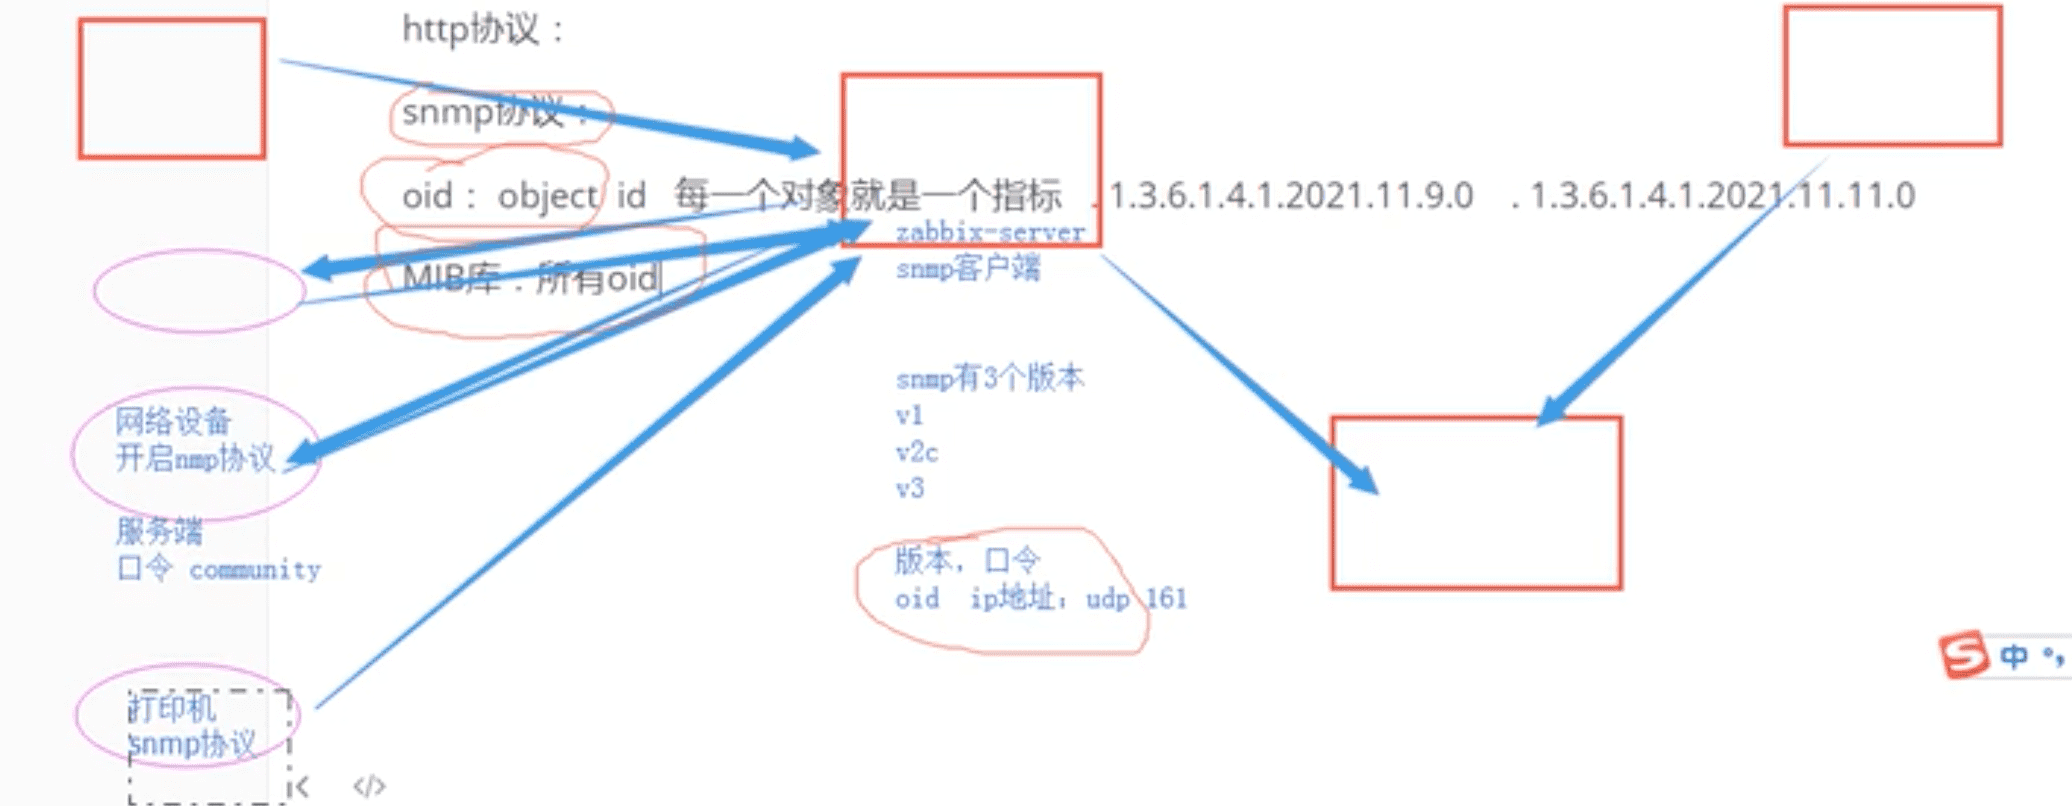 http协议：
snmp协议：
oid： object id 每一个对象就是一个指标 .1.3.6.1.4.1.2021.11.9.0 .1.3.6.1.4.1.2021.11.11.0
zabbix-server
snmp客户端
MIB库：所有oid
snmp有3个版本
v1
v2c
v3
网络设备
开启nmp协议
服务端
口令 community
版本，口令
oid ip地址：udp 161
打印机
snmp协议
S 中 °，
< </>